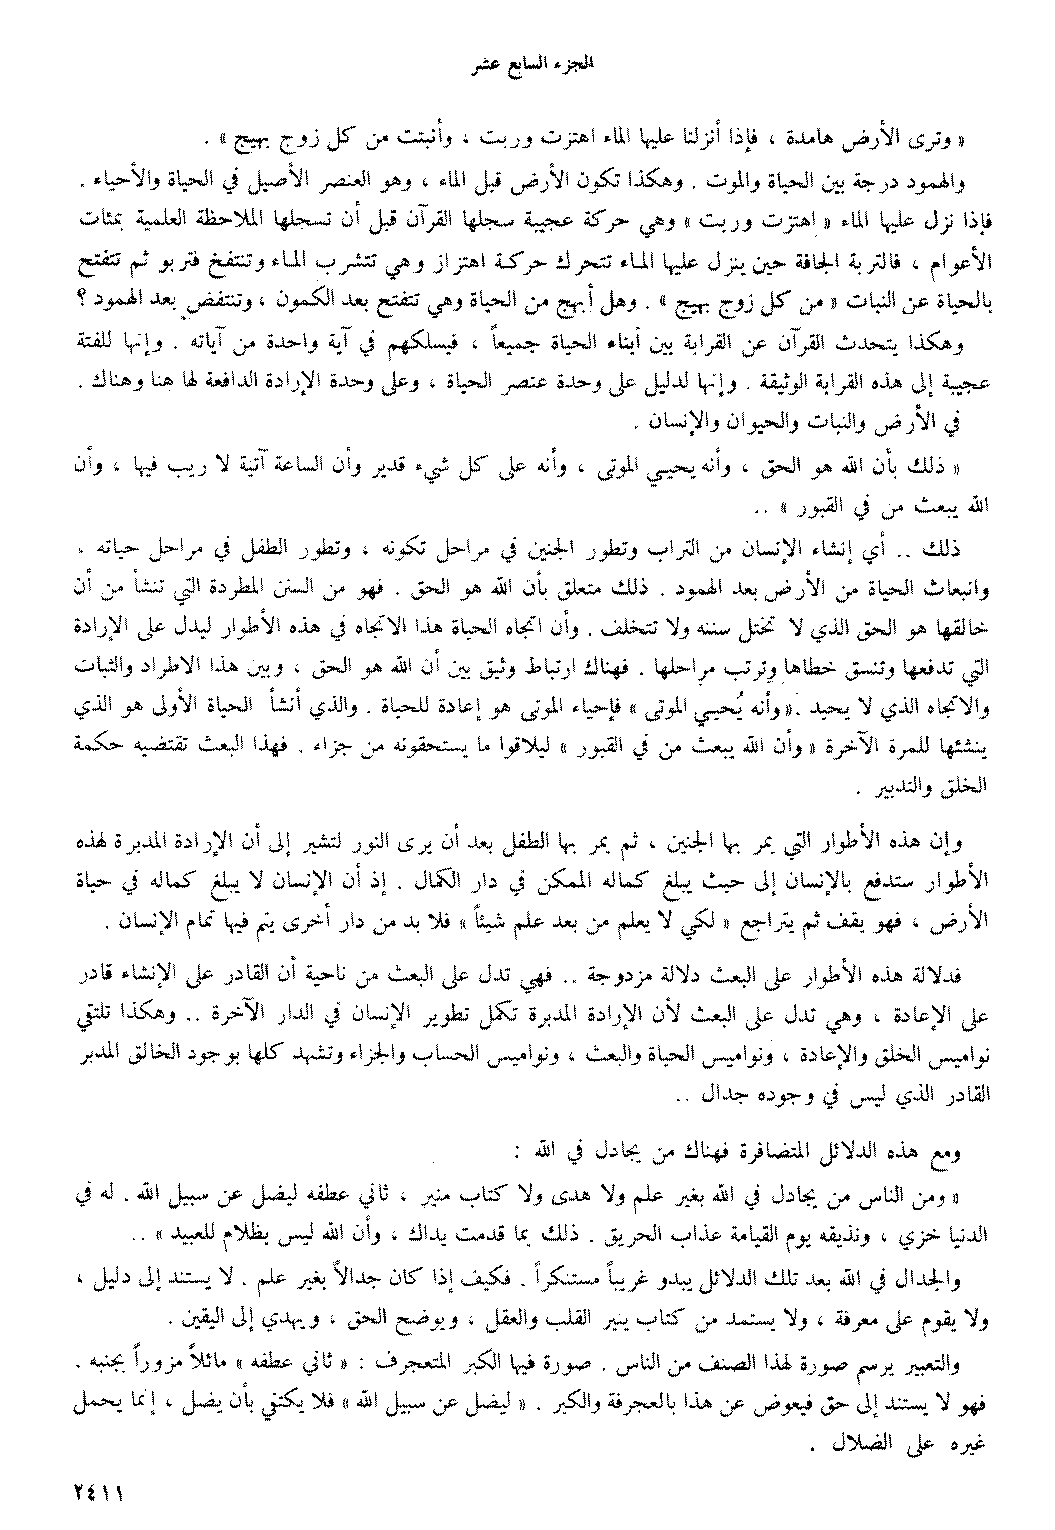 الجزء السابع عشر
« وترى الأرض هامدة ، فإذا أنزلنا عليها الماء اهتزت وربت ، وأنبتت من كل زوج بهيج » .
والهمود درجة بين الحياة والموت . وهكذا تكون الأرض قبل الماء ، وهو العنصر الأصيل في الحياة والأحياء .
فإذا نزل عليها الماء « اهتزت وربت » وهي حركة عجيبة سجلها القرآن قبل أن تسجلها الملاحظة العلمية بمئات
الأعوام ، فالتربة الجافة حين ينزل عليها الماء تتحرك حركة اهتزاز وهي تتشرب الماء وتنتفخ فتربو ثم تتفتح
بالحياة عن النبات « من كل زوج بهيج » . وهل أبهج من الحياة وهي تتفتح بعد الكمون ، وتنتفض بعد الهمود ؟
وهكذا يتحدث القرآن عن القرابة بين أبناء الحياة جميعاً ، فيسلكهم في آية واحدة من آياته . وإنها للفتة
عجيبة إلى هذه القرابة الوثيقة . وإنها لدليل على وحدة عنصر الحياة ، وعلى وحدة الإرادة الدافعة لها هنا وهناك .
في الأرض والنبات والحيوان والإنسان .
« ذلك بأن الله هو الحق ، وأنه يحيي الموتى ، وأنه على كل شيء قدير وأن الساعة آتية لا ريب فيها ، وأن
الله يبعث من في القبور » ..
ذلك .. أي إنشاء الإنسان من التراب وتطور الجنين في مراحل تكونه ، وتطور الطفل في مراحل حياته ،
وانبعاث الحياة من الأرض بعد الهمود . ذلك متعلق بأن الله هو الحق . فهو من السنن المطردة التي تنشأ من أن
خالقها هو الحق الذي لا تختل سننه ولا تتخلف . وأن اتجاه الحياة هذا الاتجاه في هذه الأطوار ليدل على الإرادة
التي تدفعها وتنسق خطاها وترتب مراحلها . فهناك ارتباط وثيق بين أن الله هو الحق ، وبين هذا الاطراد والثبات
والاتجاه الذي لا يحيد . « وأنه يُحيي الموتى » فإحياء الموتى هو إعادة للحياة . والذي أنشأ الحياة الأولى هو الذي
ينشئها للمرة الآخرة « وأن الله يبعث من في القبور » ليلاقوا ما يستحقونه من جزاء . فهذا البعث تقتضيه حكمة
الخلق والتدبير .
وإن هذه الأطوار التي يمر بها الجنين ، ثم يمر بها الطفل بعد أن يرى النور لتشير إلى أن الإرادة المدبرة لهذه
الأطوار ستدفع بالإنسان إلى حيث يبلغ كماله الممكن في دار الكمال . إذ أن الإنسان لا يبلغ كماله في حياة
الأرض ، فهو يقف ثم يتراجع « لكي لا يعلم من بعد علم شيئاً » فلا بد من دار أخرى يتم فيها تمام الإنسان .
فدلالة هذه الأطوار على البعث دلالة مزدوجة .. فهي تدل على البعث من ناحية أن القادر على الإنشاء قادر
على الإعادة ، وهي تدل على البعث لأن الإرادة المدبرة تكمل تطوير الإنسان في الدار الآخرة .. وهكذا تلتقي
نواميس الخلق والإعادة ، ونواميس الحياة والبعث ، ونواميس الحساب والجزاء وتشهد كلها بوجود الخالق المدبر
القادر الذي ليس في وجوده جدال ..
ومع هذه الدلائل المتضافرة فهناك من يجادل في الله :
« ومن الناس من يجادل في الله بغير علم ولا هدى ولا كتاب منير ، ثاني عطفه ليضل عن سبيل الله . له في
الدنيا خزي ، ونذيقه يوم القيامة عذاب الحريق . ذلك بما قدمت يداك ، وأن الله ليس بظلام للعبيد » ..
والجدال في الله بعد تلك الدلائل يبدو غريباً مستنكراً . فكيف إذا كان جدالاً بغير علم . لا يستند إلى دليل ،
ولا يقوم على معرفة ، ولا يستمد من كتاب ينير القلب والعقل ، ويوضح الحق ، ويهدي إلى اليقين .
والتعبير يرسم صورة لهذا الصنف من الناس . صورة فيها الكبر المتعجرف : « ثاني عطفه » مائلاً مزوراً بجنبه .
فهو لا يستند إلى حق فيعوض عن هذا بالعجرفة والكبر . « ليضل عن سبيل الله » فلا يكتفي بأن يضل ، إنما يحمل
غيره على الضلال .
٢٤١١